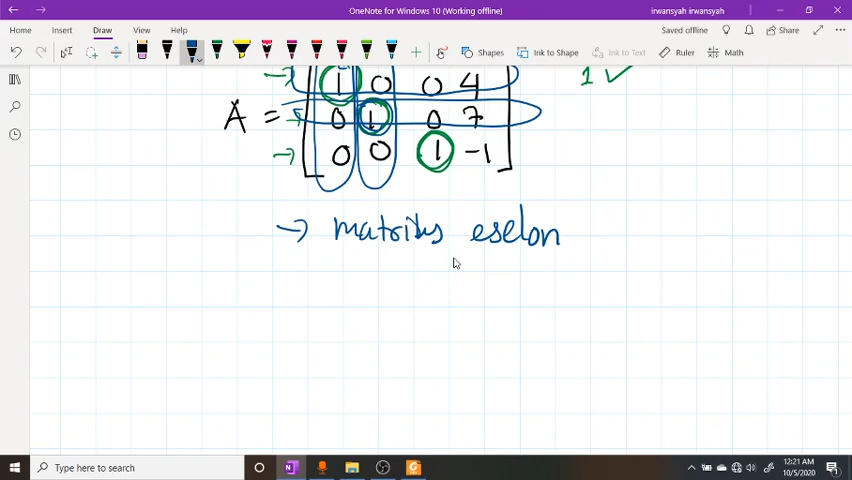 OneNote for Windows 10 (Working offline)
irwansyah irwansyah
Home Insert Draw View Help
Saved offline Share
Shapes Ink to Shape Ink to Text Ruler Math
1 0 0 4 1 ✓
A = 0 1 0 7
0 0 1 -1
→ matriks eselon
Type here to search
12:21 AM
10/5/2020
1